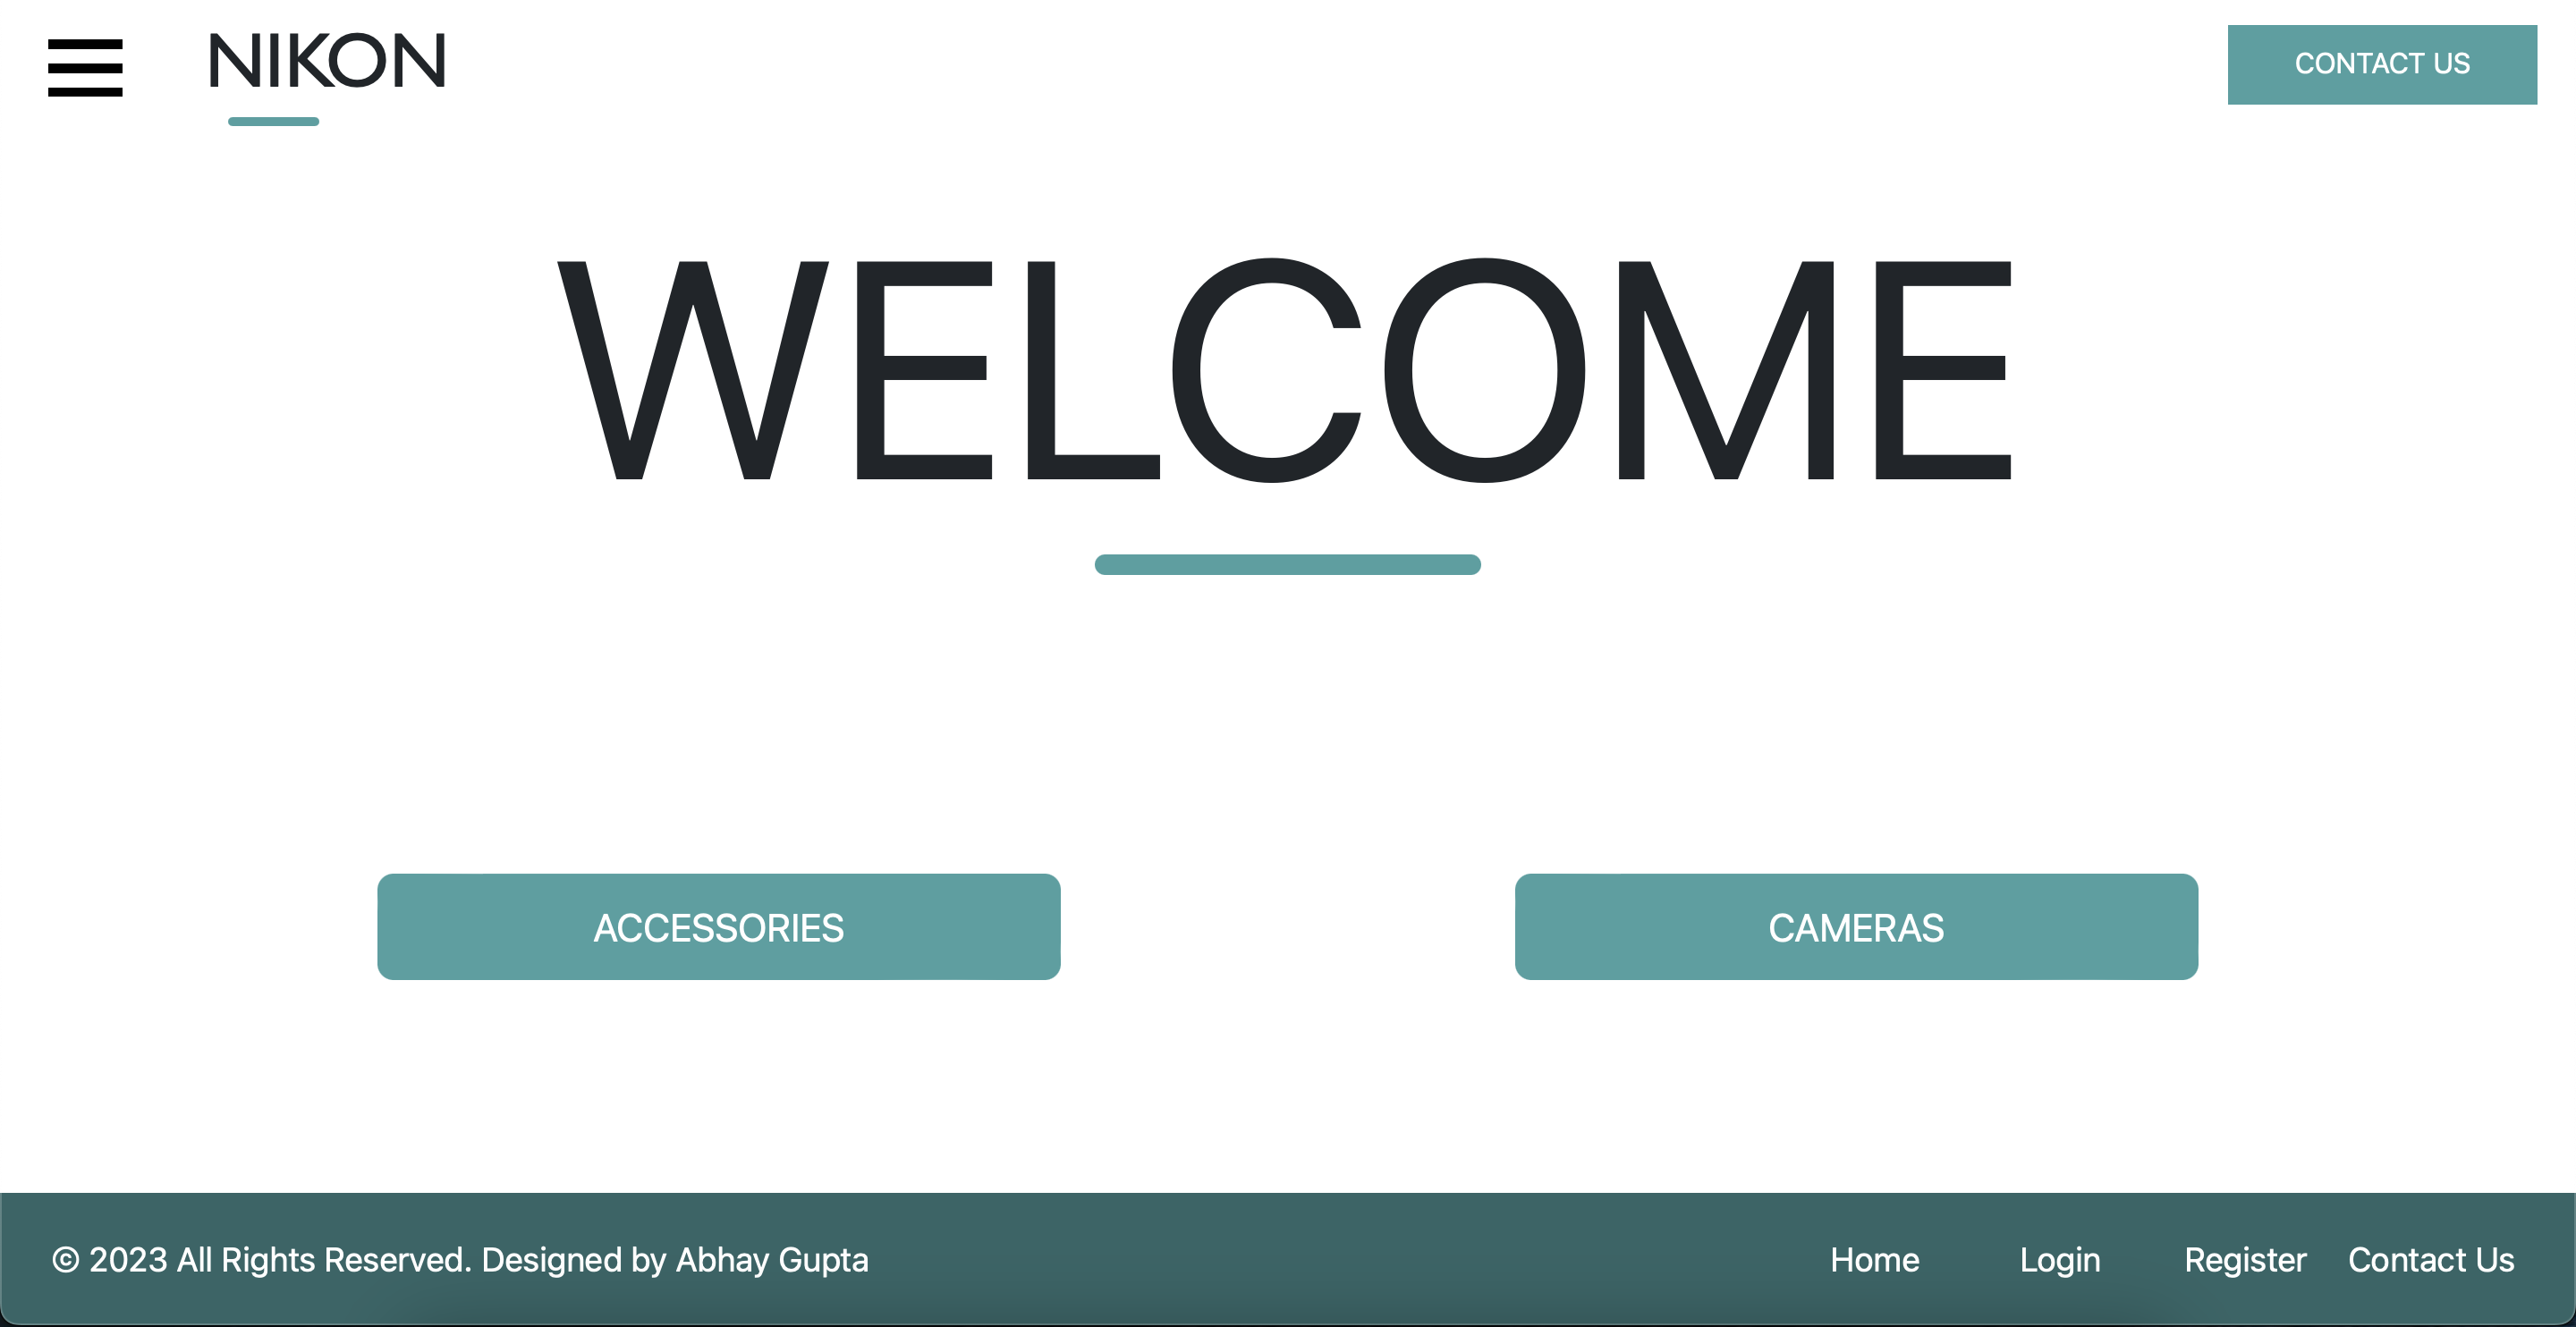 NIKON
CONTACT US
WELCOME
ACCESSORIES
CAMERAS
© 2023 All Rights Reserved. Designed by Abhay Gupta
Home
Login
Register
Contact Us